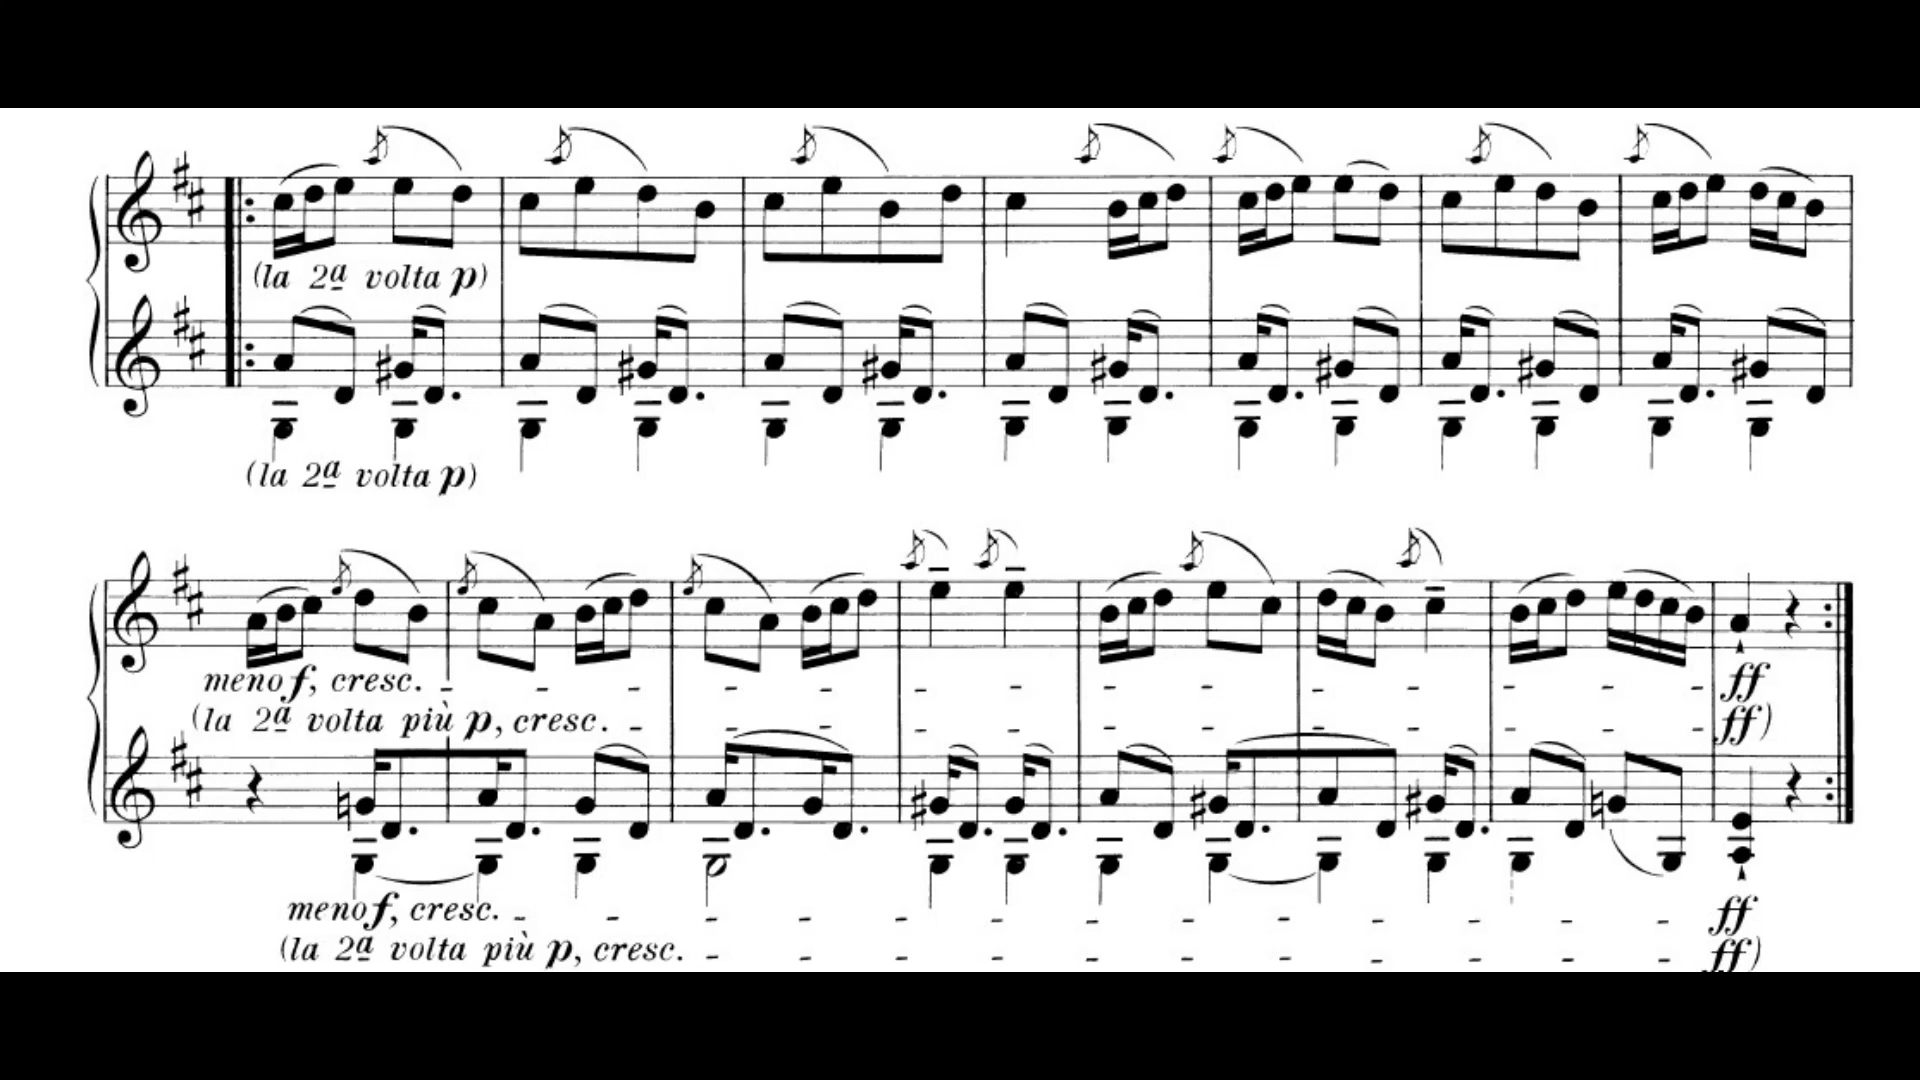 (la 2ª volta p)
(la 2ª volta p)
meno f, cresc.
(la 2ª volta più p, cresc.
ff
ff)
meno f, cresc.
(la 2ª volta più p, cresc.
ff
ff)